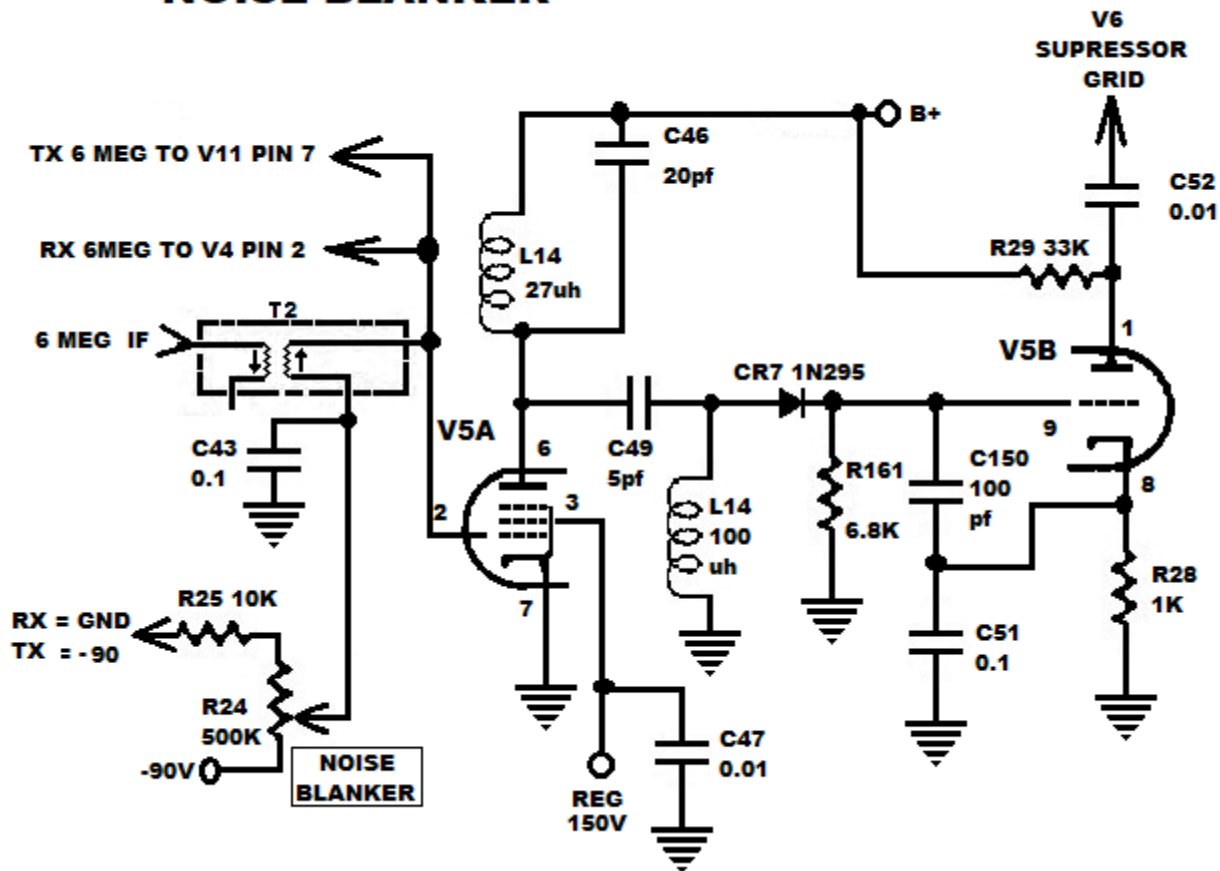 NOISE BLANKER
V6
SUPRESSOR
GRID
B+
C46
20pf
TX 6 MEG TO V11 PIN 7
C52
0.01
RX 6MEG TO V4 PIN 2
R29 33K
L14
27uh
T2
6 MEG IF
1
V5B
CR7 1N295
V5A
C43
0.1
6
C49
5pf
9
2
3
R161
6.8K
C150
100
pf
8
L14
100
uh
7
R25 10K
RX = GND
TX = -90
R28
1K
C51
0.1
R24
500K
C47
0.01
-90V
NOISE
BLANKER
REG
150V